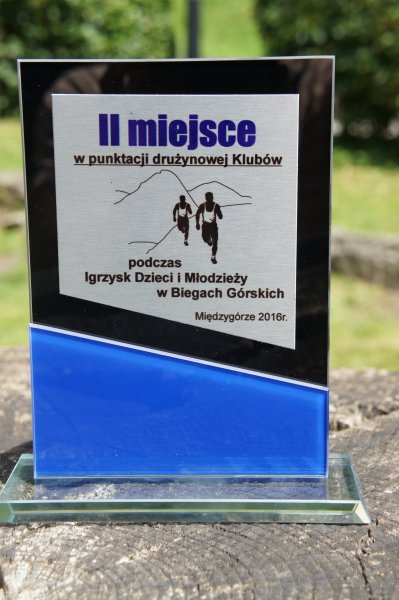 II miejsce
w punktacji drużynowej Klubów
podczas
Igrzysk Dzieci i Młodzieży
w Biegach Górskich
Międzygórze 2016r.